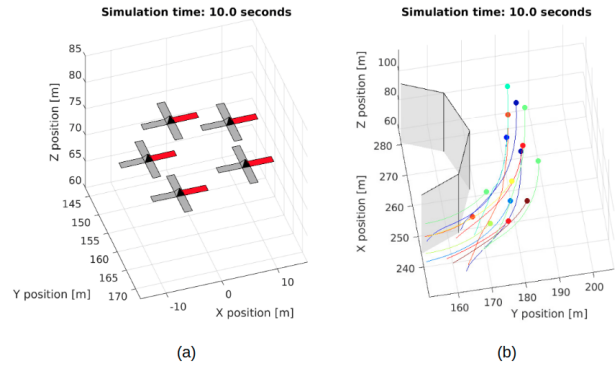 Simulation time: 10.0 seconds
85
80
75
70
65
60
Z position [m]
145
150
155
160
165
170
Y position [m]
-10
0
10
X position [m]
(a)
Simulation time: 10.0 seconds
100
80
60
Z position [m]
280
270
260
250
240
X position [m]
160
170
180
190
200
Y position [m]
(b)